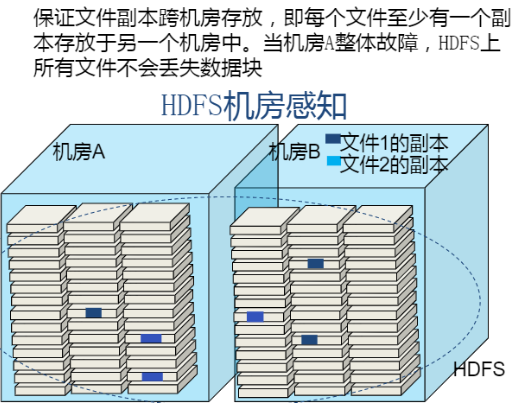 保证文件副本跨机房存放，即每个文件至少有一个副
本存放于另一个机房中。当机房A整体故障，HDFS上
所有文件不会丢失数据块
HDFS机房感知
机房A
机房B
文件1的副本
文件2的副本
HDFS